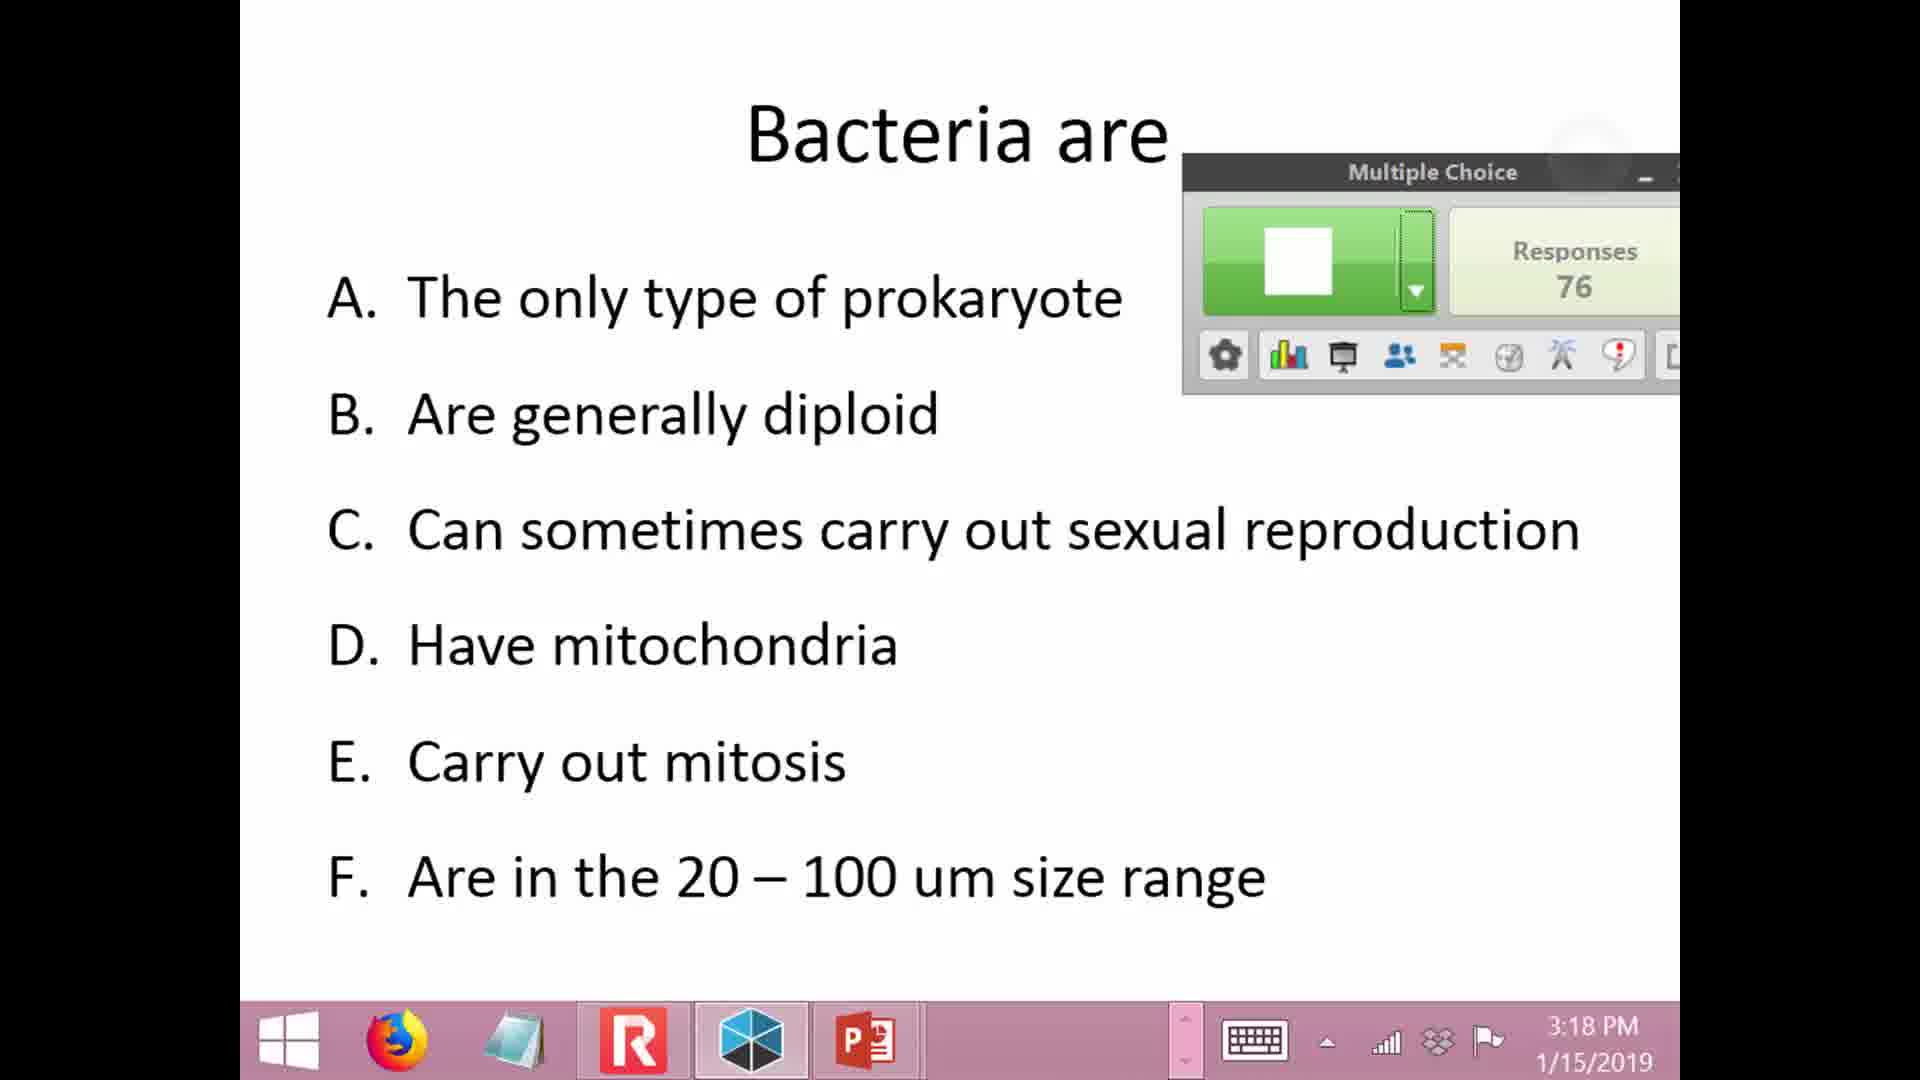 Bacteria are
Multiple Choice
Responses
76
A. The only type of prokaryote
B. Are generally diploid
C. Can sometimes carry out sexual reproduction
D. Have mitochondria
E. Carry out mitosis
F. Are in the 20 – 100 um size range
3:18 PM
1/15/2019